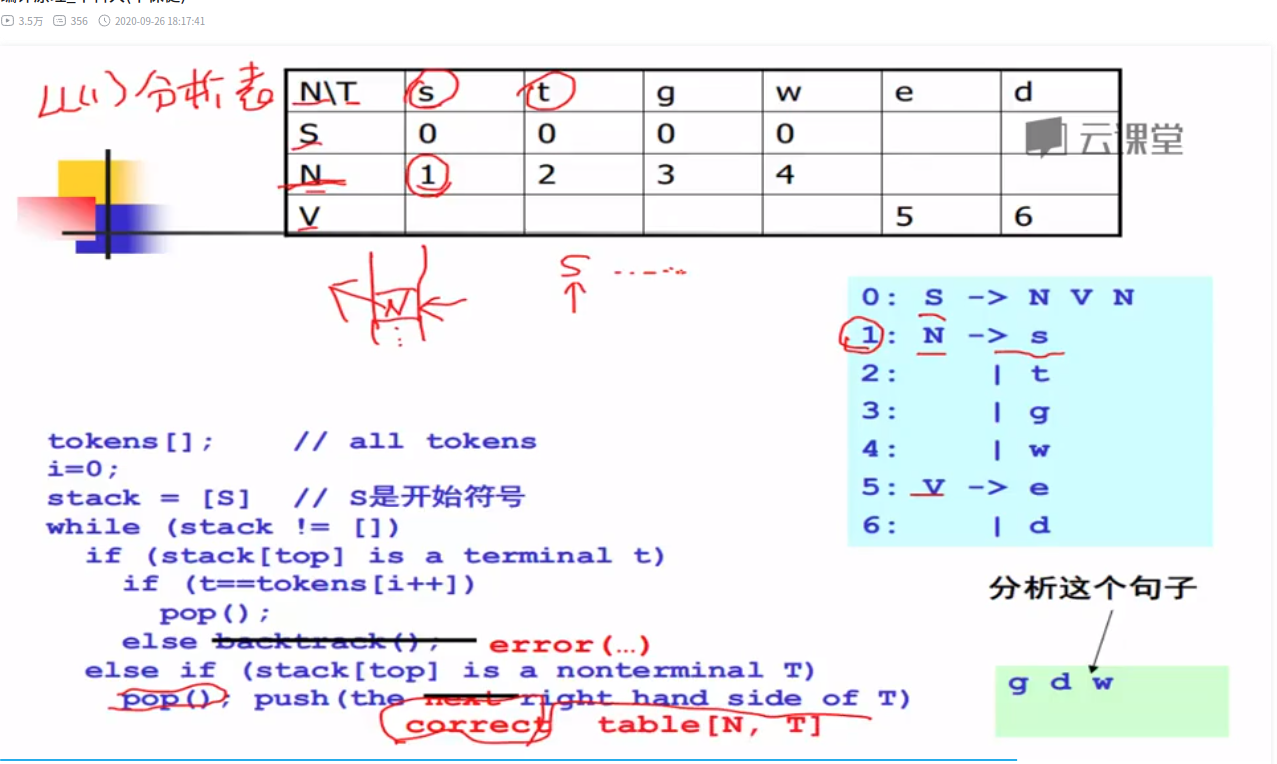 3.5万 356 2020-09-26 18:17:41
LL(1)分析表
N\T s t g w e d
S 0 0 0 0
N 1 2 3 4
V 5 6
云课堂
N
S ......
0: S -> N V N
1: N -> s
2: | t
3: | g
4: | w
5: V -> e
6: | d
tokens[]; // all tokens
i=0;
stack = [S] // S是开始符号
while (stack != [])
if (stack[top] is a terminal t)
if (t==tokens[i++])
pop();
else backtrack(); error(…)
else if (stack[top] is a nonterminal T)
pop(); push(the next right hand side of T)
correct table[N, T]
分析这个句子
g d w